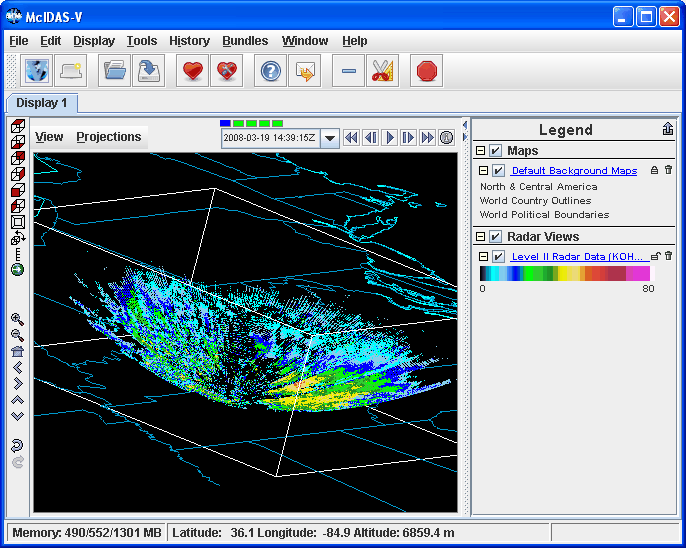 McIDAS-V
File Edit Display Tools History Bundles Window Help
Display 1
View Projections
2008-03-19 14:39:15Z
Legend
Maps
Default Background Maps
North & Central America
World Country Outlines
World Political Boundaries
Radar Views
Level II Radar Data (KOH...
0 80
Memory: 490/552/1301 MB Latitude: 36.1 Longitude: -84.9 Altitude: 6859.4 m